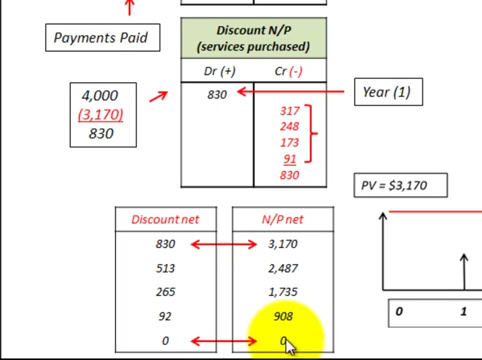 Payments Paid
Discount N/P
(services purchased)
Dr (+) Cr (-)
830
Year (1)
4,000
(3,170)
830
317
248
173
91
830
PV = $3,170
Discount net N/P net
830 3,170
513 2,487
265 1,735
92 908
0 0
0 1